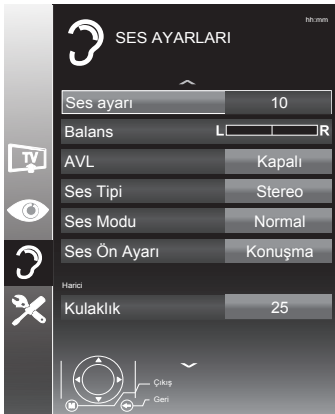 hh:mm
SES AYARLARI
Ses ayarı 10
Balans L R
TV
AVL Kapalı
Ses Tipi Stereo
Ses Modu Normal
Ses Ön Ayarı Konuşma
Harici
Kulaklık 25
Çıkış
M Geri